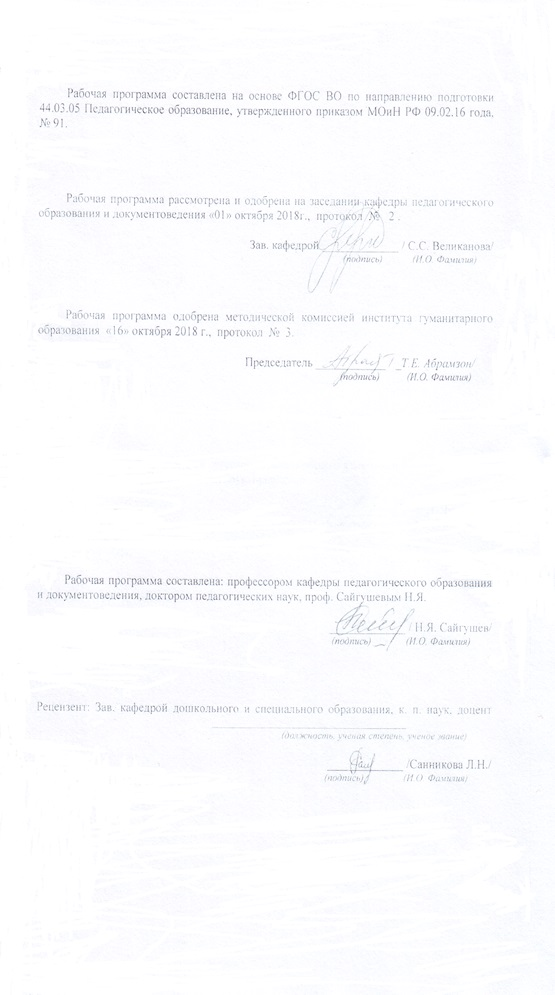 Рабочая программа составлена на основе ФГОС ВО по направлению подготовки
44.03.05 Педагогическое образование, утвержденного приказом МОиН РФ 09.02.16 года,
№ 91.
Рабочая программа рассмотрена и одобрена на заседании кафедры педагогического
образования и документоведения «01» октября 2018г., протокол № 2 .
Зав. кафедрой / С.С. Великанова/
(подпись) (И.О. Фамилия)
Рабочая программа одобрена методической комиссией института гуманитарного
образования «16» октября 2018 г., протокол № 3.
Председатель Т.Е. Абрамзон/
(подпись) (И.О. Фамилия)
Рабочая программа составлена: профессором кафедры педагогического образования
и документоведения, доктором педагогических наук, проф. Сайгушевым Н.Я.
/ Н.Я. Сайгушев/
(подпись) (И.О. Фамилия)
Рецензент: Зав. кафедрой дошкольного и специального образования, к. п. наук, доцент
(должность, ученая степень, ученое звание)
/Санникова Л.Н./
(подпись) (И.О. Фамилия)